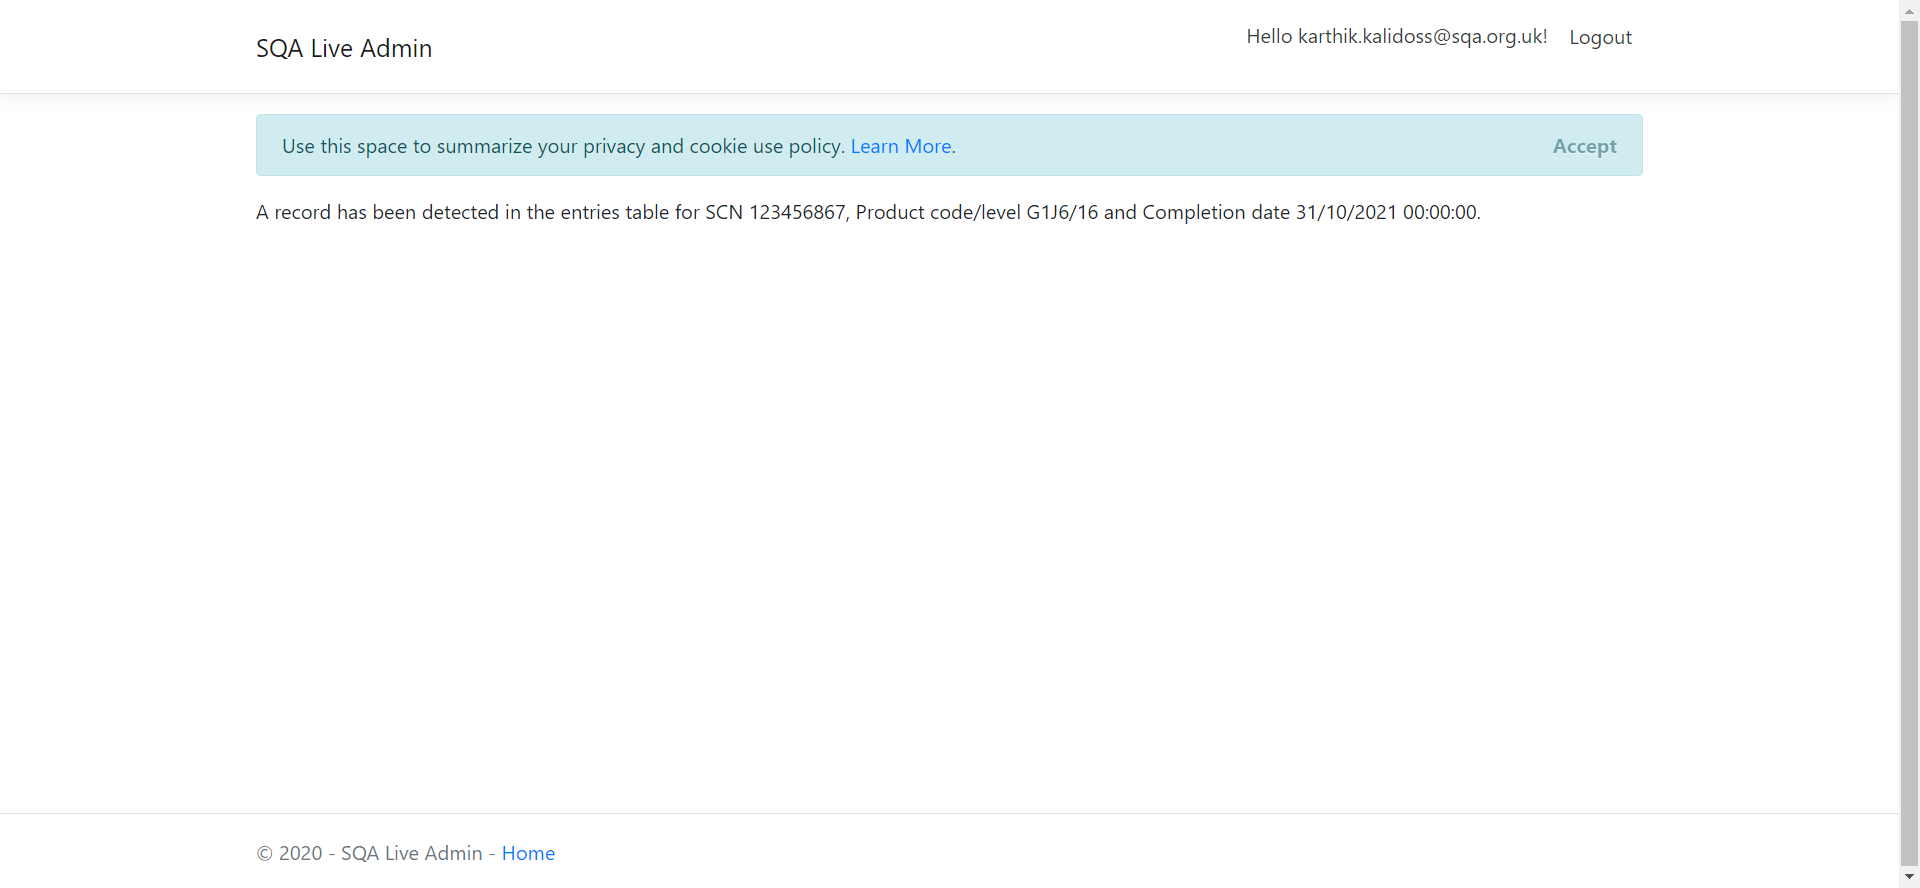 SQA Live Admin
Hello karthik.kalidoss@sqa.org.uk! Logout
Use this space to summarize your privacy and cookie use policy. Learn More. Accept
A record has been detected in the entries table for SCN 123456867, Product code/level G1J6/16 and Completion date 31/10/2021 00:00:00.
© 2020 - SQA Live Admin - Home